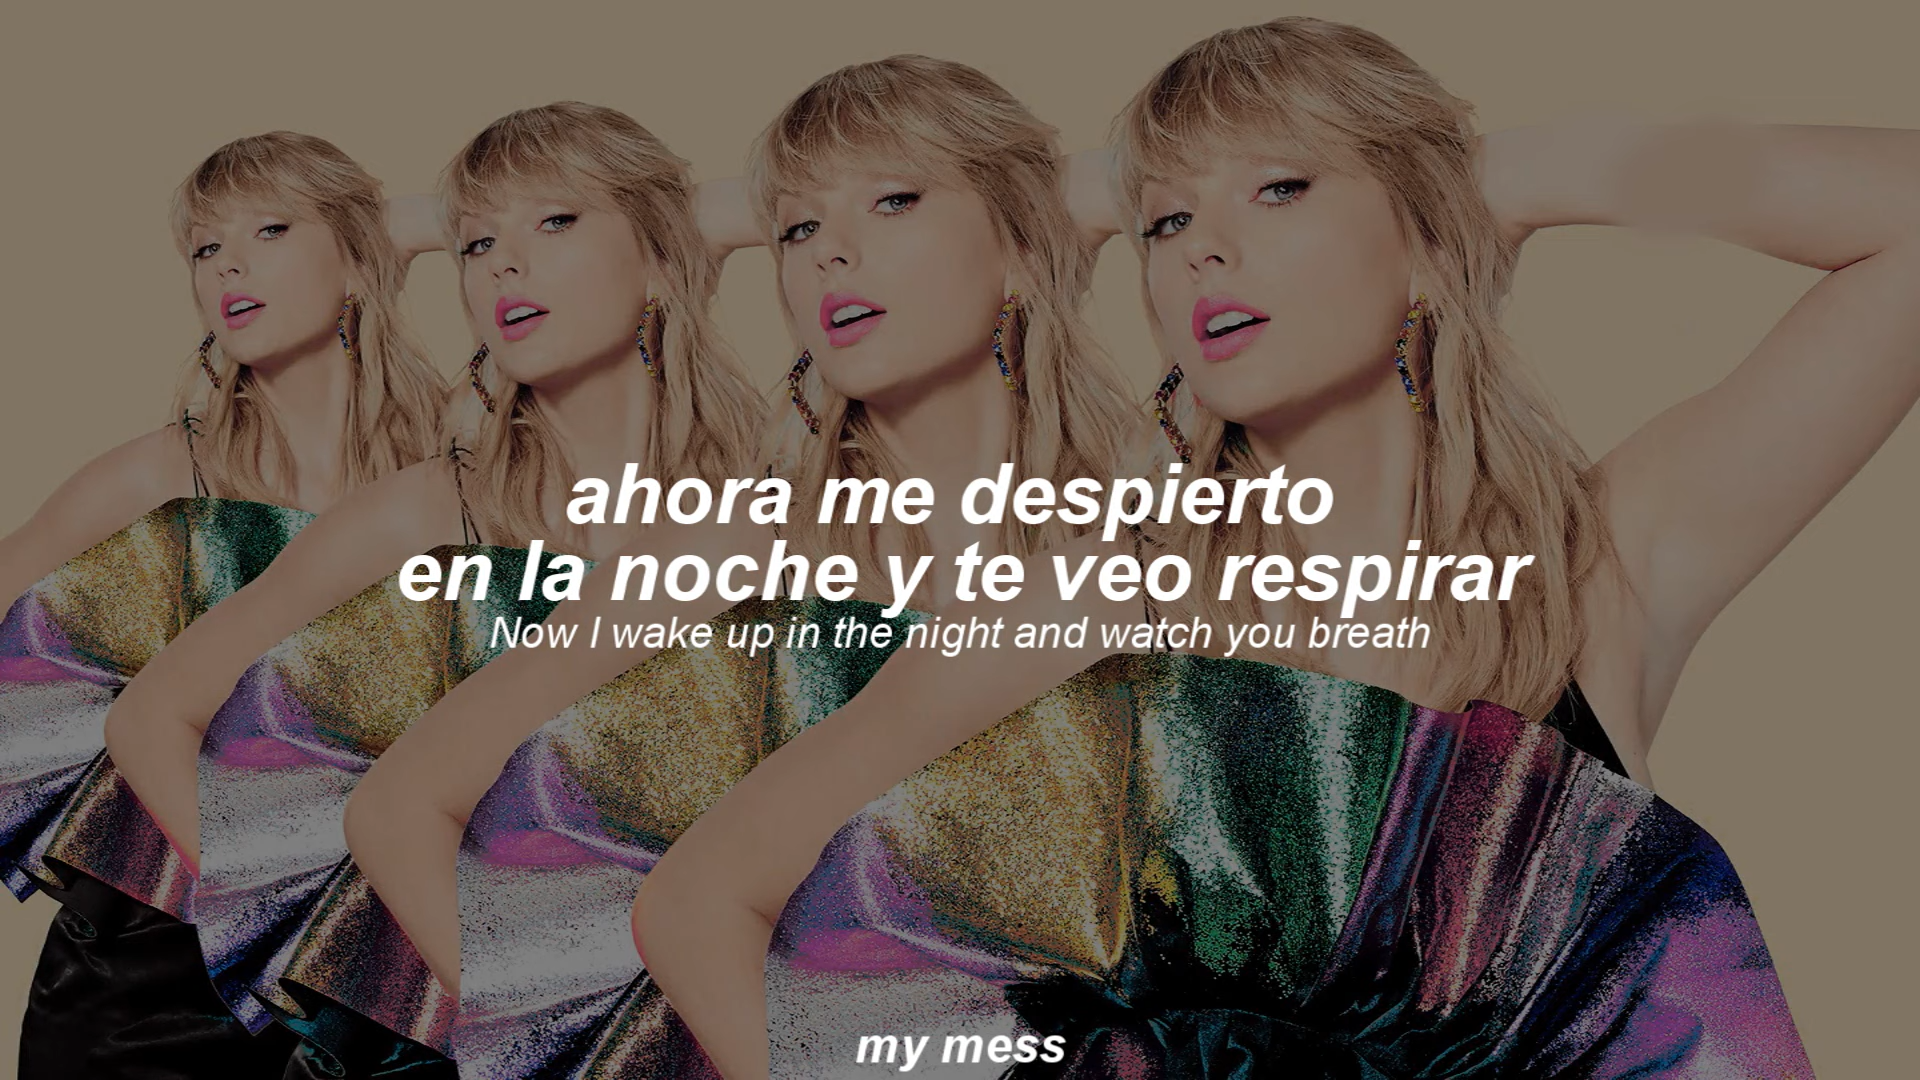 ahora me despierto
en la noche y te veo respirar
Now I wake up in the night and watch you breath
my mess